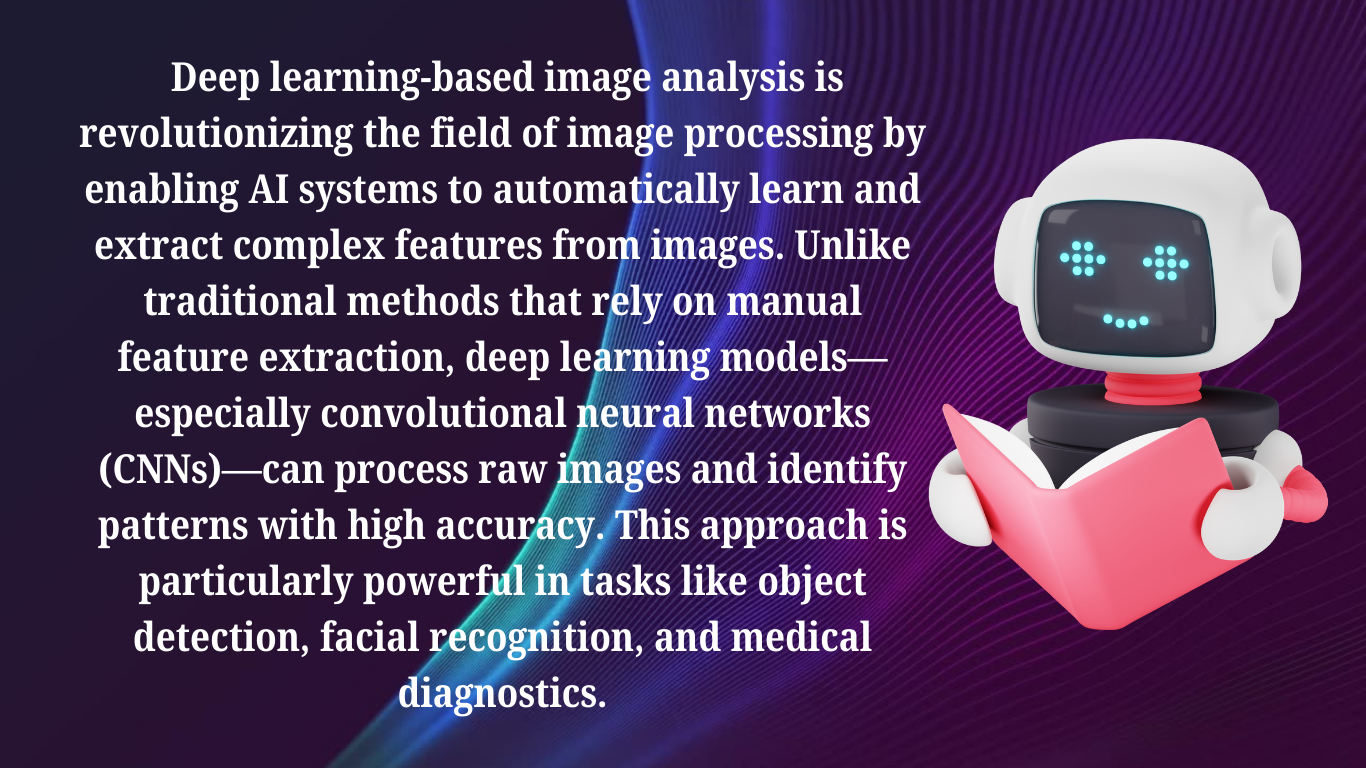 Deep learning-based image analysis is
revolutionizing the field of image processing by
enabling AI systems to automatically learn and
extract complex features from images. Unlike
traditional methods that rely on manual
feature extraction, deep learning models—
especially convolutional neural networks
(CNNs)—can process raw images and identify
patterns with high accuracy. This approach is
particularly powerful in tasks like object
detection, facial recognition, and medical
diagnostics.